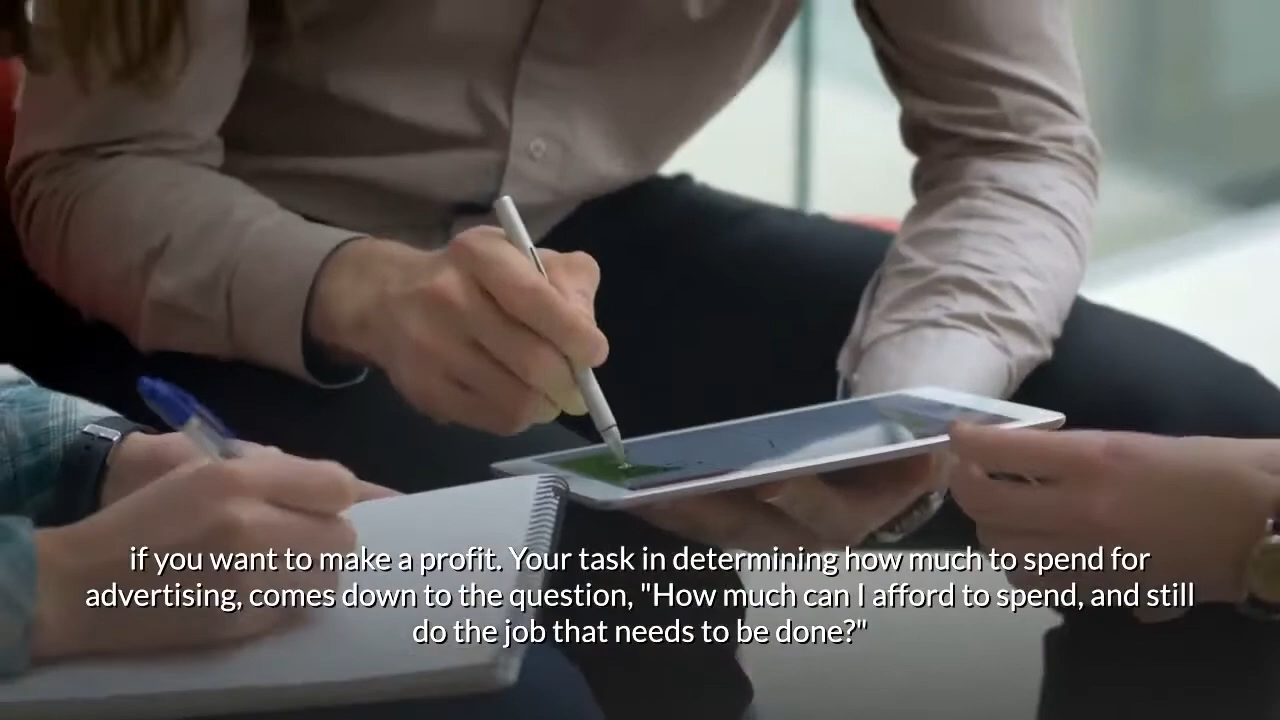 if you want to make a profit. Your task in determining how much to spend for
advertising, comes down to the question, "How much can I afford to spend, and still
do the job that needs to be done?"